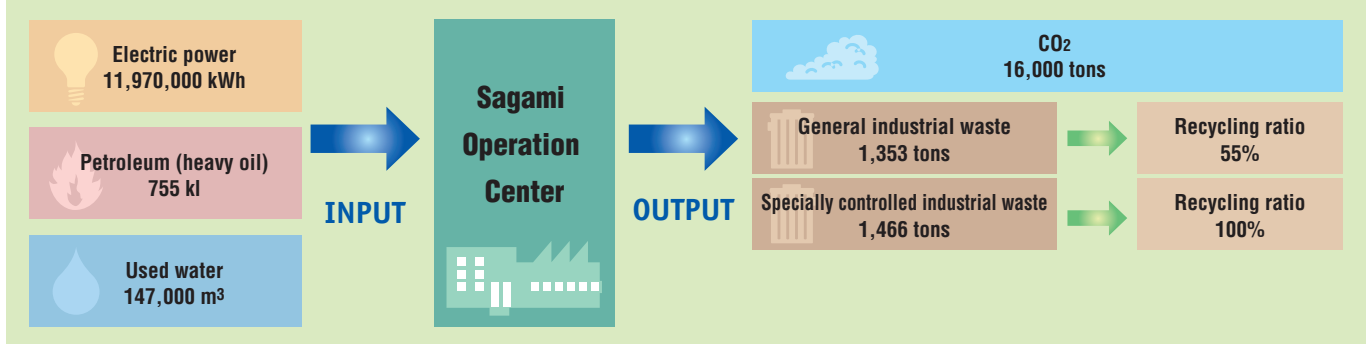 Electric power
11,970,000 kWh
Petroleum (heavy oil)
755 kl
Used water
147,000 m3
INPUT
Sagami
Operation
Center
OUTPUT
CO2
16,000 tons
General industrial waste
1,353 tons
Recycling ratio
55%
Specially controlled industrial waste
1,466 tons
Recycling ratio
100%